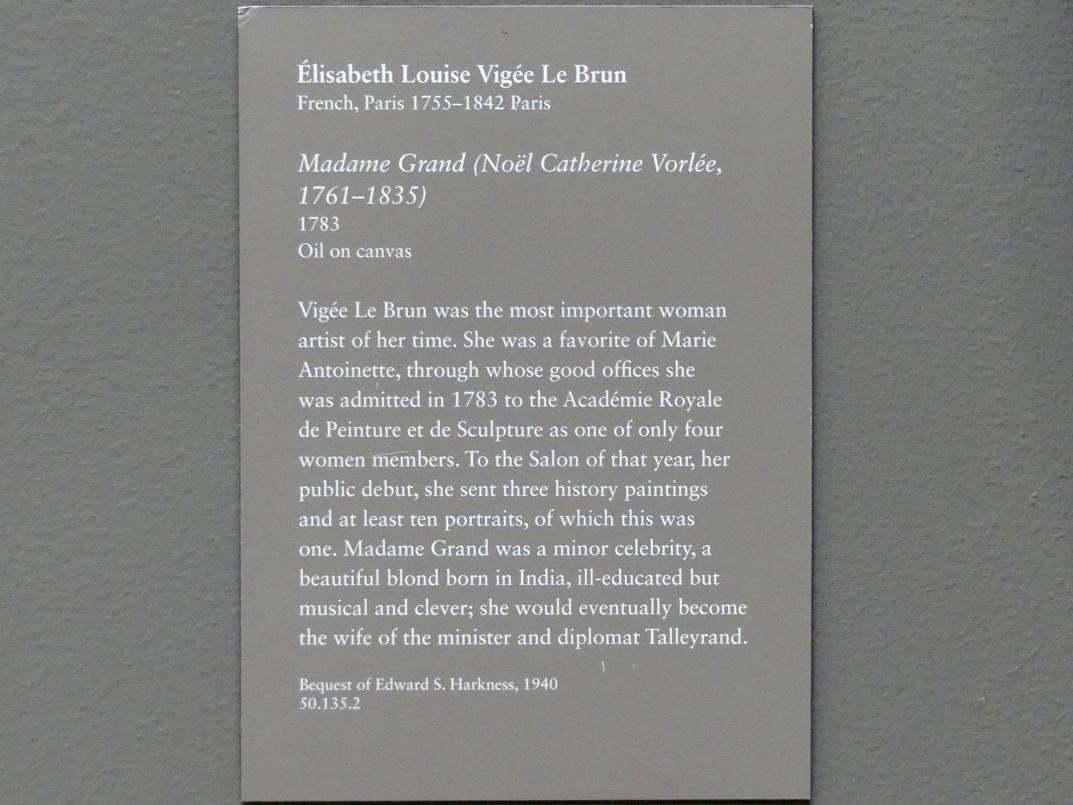 Élisabeth Louise Vigée Le Brun
French, Paris 1755–1842 Paris
Madame Grand (Noël Catherine Vorlée,
1761–1835)
1783
Oil on canvas
Vigée Le Brun was the most important woman
artist of her time. She was a favorite of Marie
Antoinette, through whose good offices she
was admitted in 1783 to the Académie Royale
de Peinture et de Sculpture as one of only four
women members. To the Salon of that year, her
public debut, she sent three history paintings
and at least ten portraits, of which this was
one. Madame Grand was a minor celebrity, a
beautiful blond born in India, ill-educated but
musical and clever; she would eventually become
the wife of the minister and diplomat Talleyrand.
Bequest of Edward S. Harkness, 1940
50.135.2